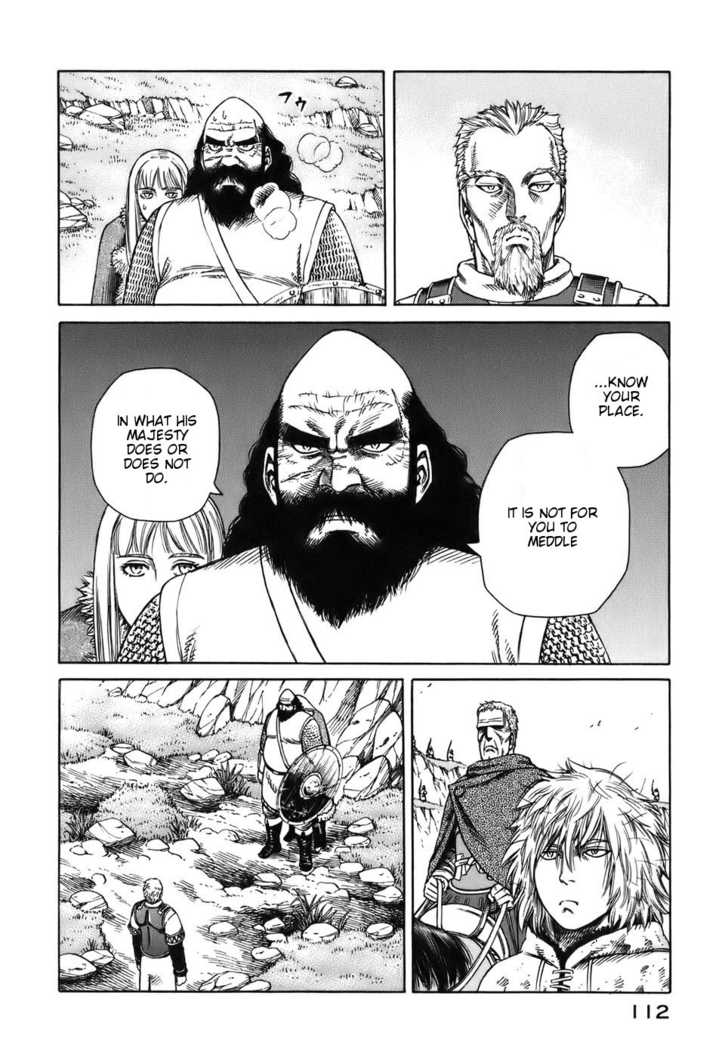 フウ
...KNOW
YOUR
PLACE.
IT IS NOT FOR
YOU TO
MEDDLE
IN WHAT HIS
MAJESTY
DOES OR
DOES NOT
DO.
112